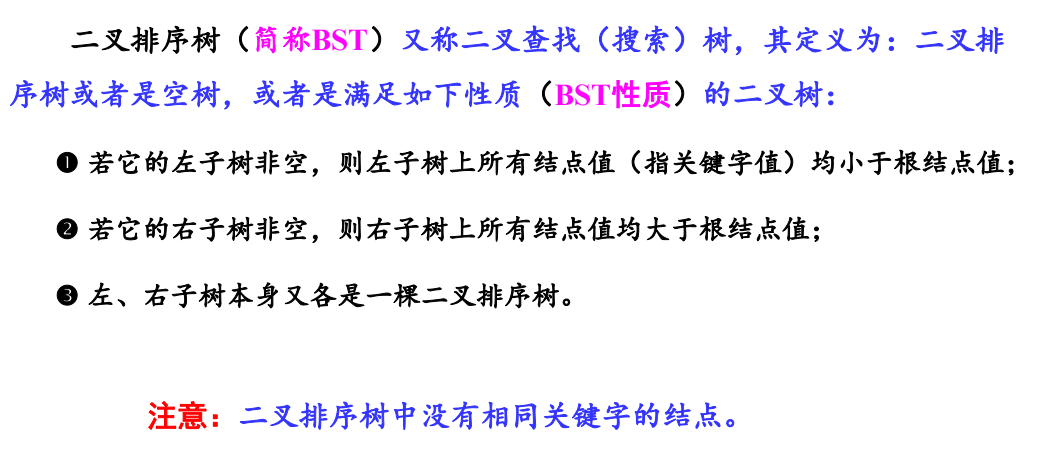 二叉排序树（简称BST）又称二叉查找（搜索）树，其定义为：二叉排
序树或者是空树，或者是满足如下性质（BST性质）的二叉树：
❶ 若它的左子树非空，则左子树上所有结点值（指关键字值）均小于根结点值；
❷ 若它的右子树非空，则右子树上所有结点值均大于根结点值；
❸ 左、右子树本身又各是一棵二叉排序树。
注意：二叉排序树中没有相同关键字的结点。